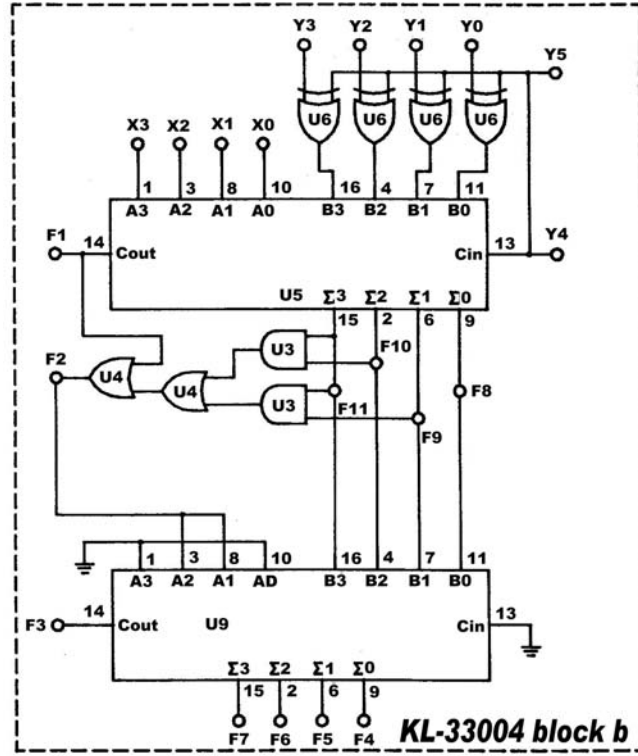 Y3 Y2 Y1 Y0
Y5
U6 U6 U6 U6
X3 X2 X1 X0
1 3 8 10 16 4 7 11
A3 A2 A1 A0 B3 B2 B1 B0
F1 14 Cout Cin 13 Y4
U5 Σ3 Σ2 Σ1 Σ0
15 2 6 9
U3 F10
F2 U4 U4
U3 F11 F8
F9
1 3 8 10 16 4 7 11
A3 A2 A1 AD B3 B2 B1 B0
F3 14 Cout U9 Cin 13
Σ3 Σ2 Σ1 Σ0
15 2 6 9
F7 F6 F5 F4
KL-33004 block b